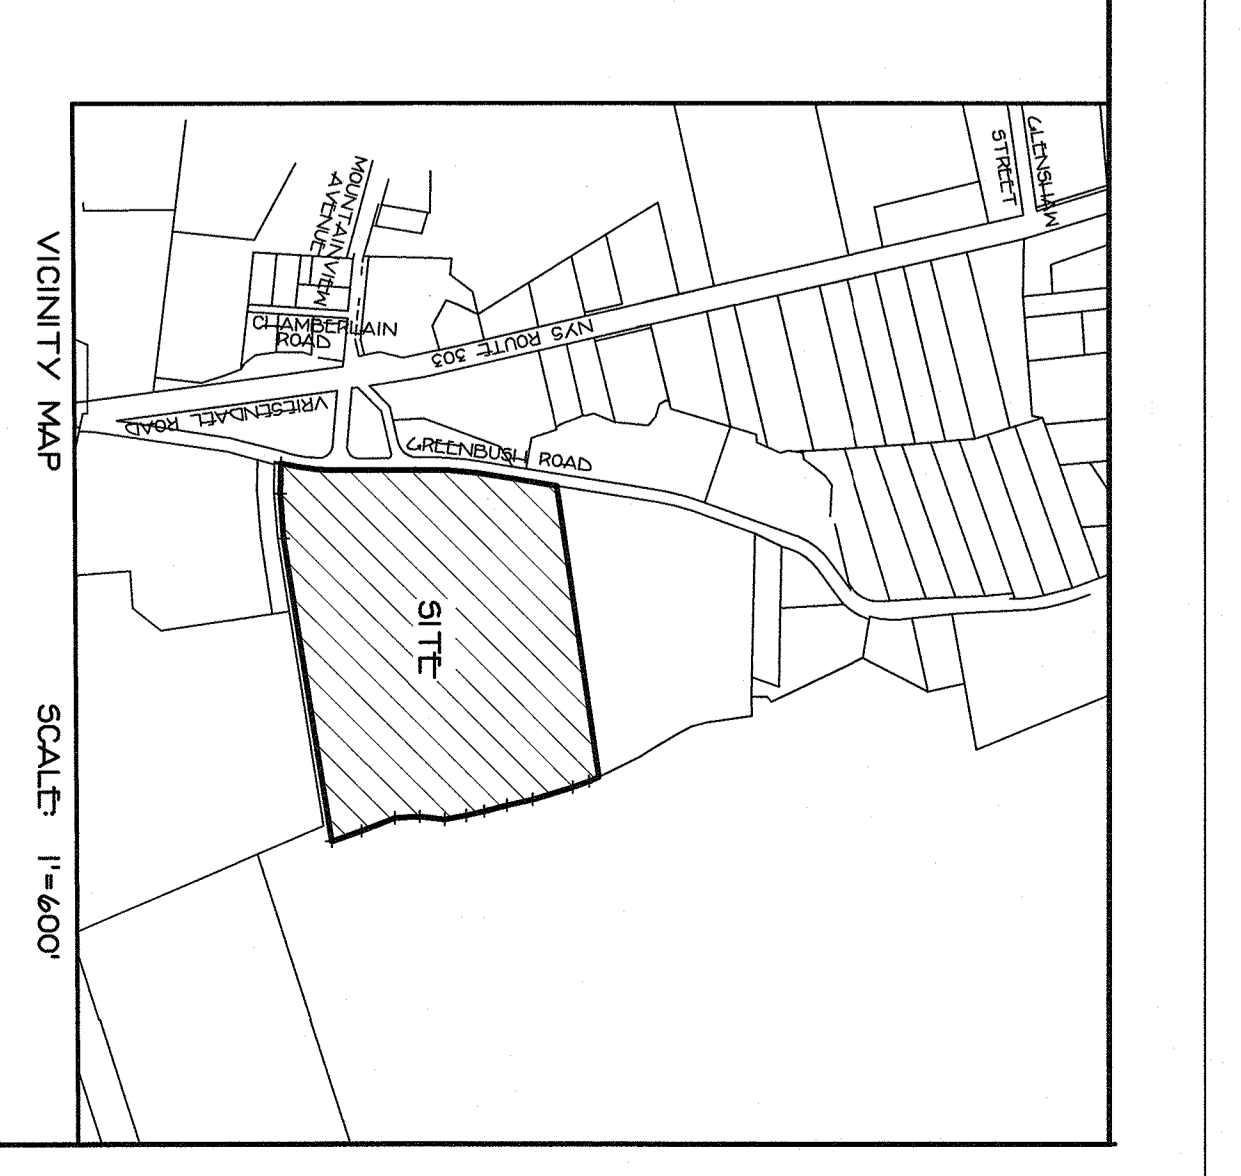 GLENSHAW
STREET
MOUNTAINVIEW
AVENUE
CHAMBERLAIN
ROAD
NYS ROUTE 303
VRIESENDAEL ROAD
GREENBUSH ROAD
SITE
VICINITY MAP
SCALE: 1"=600'